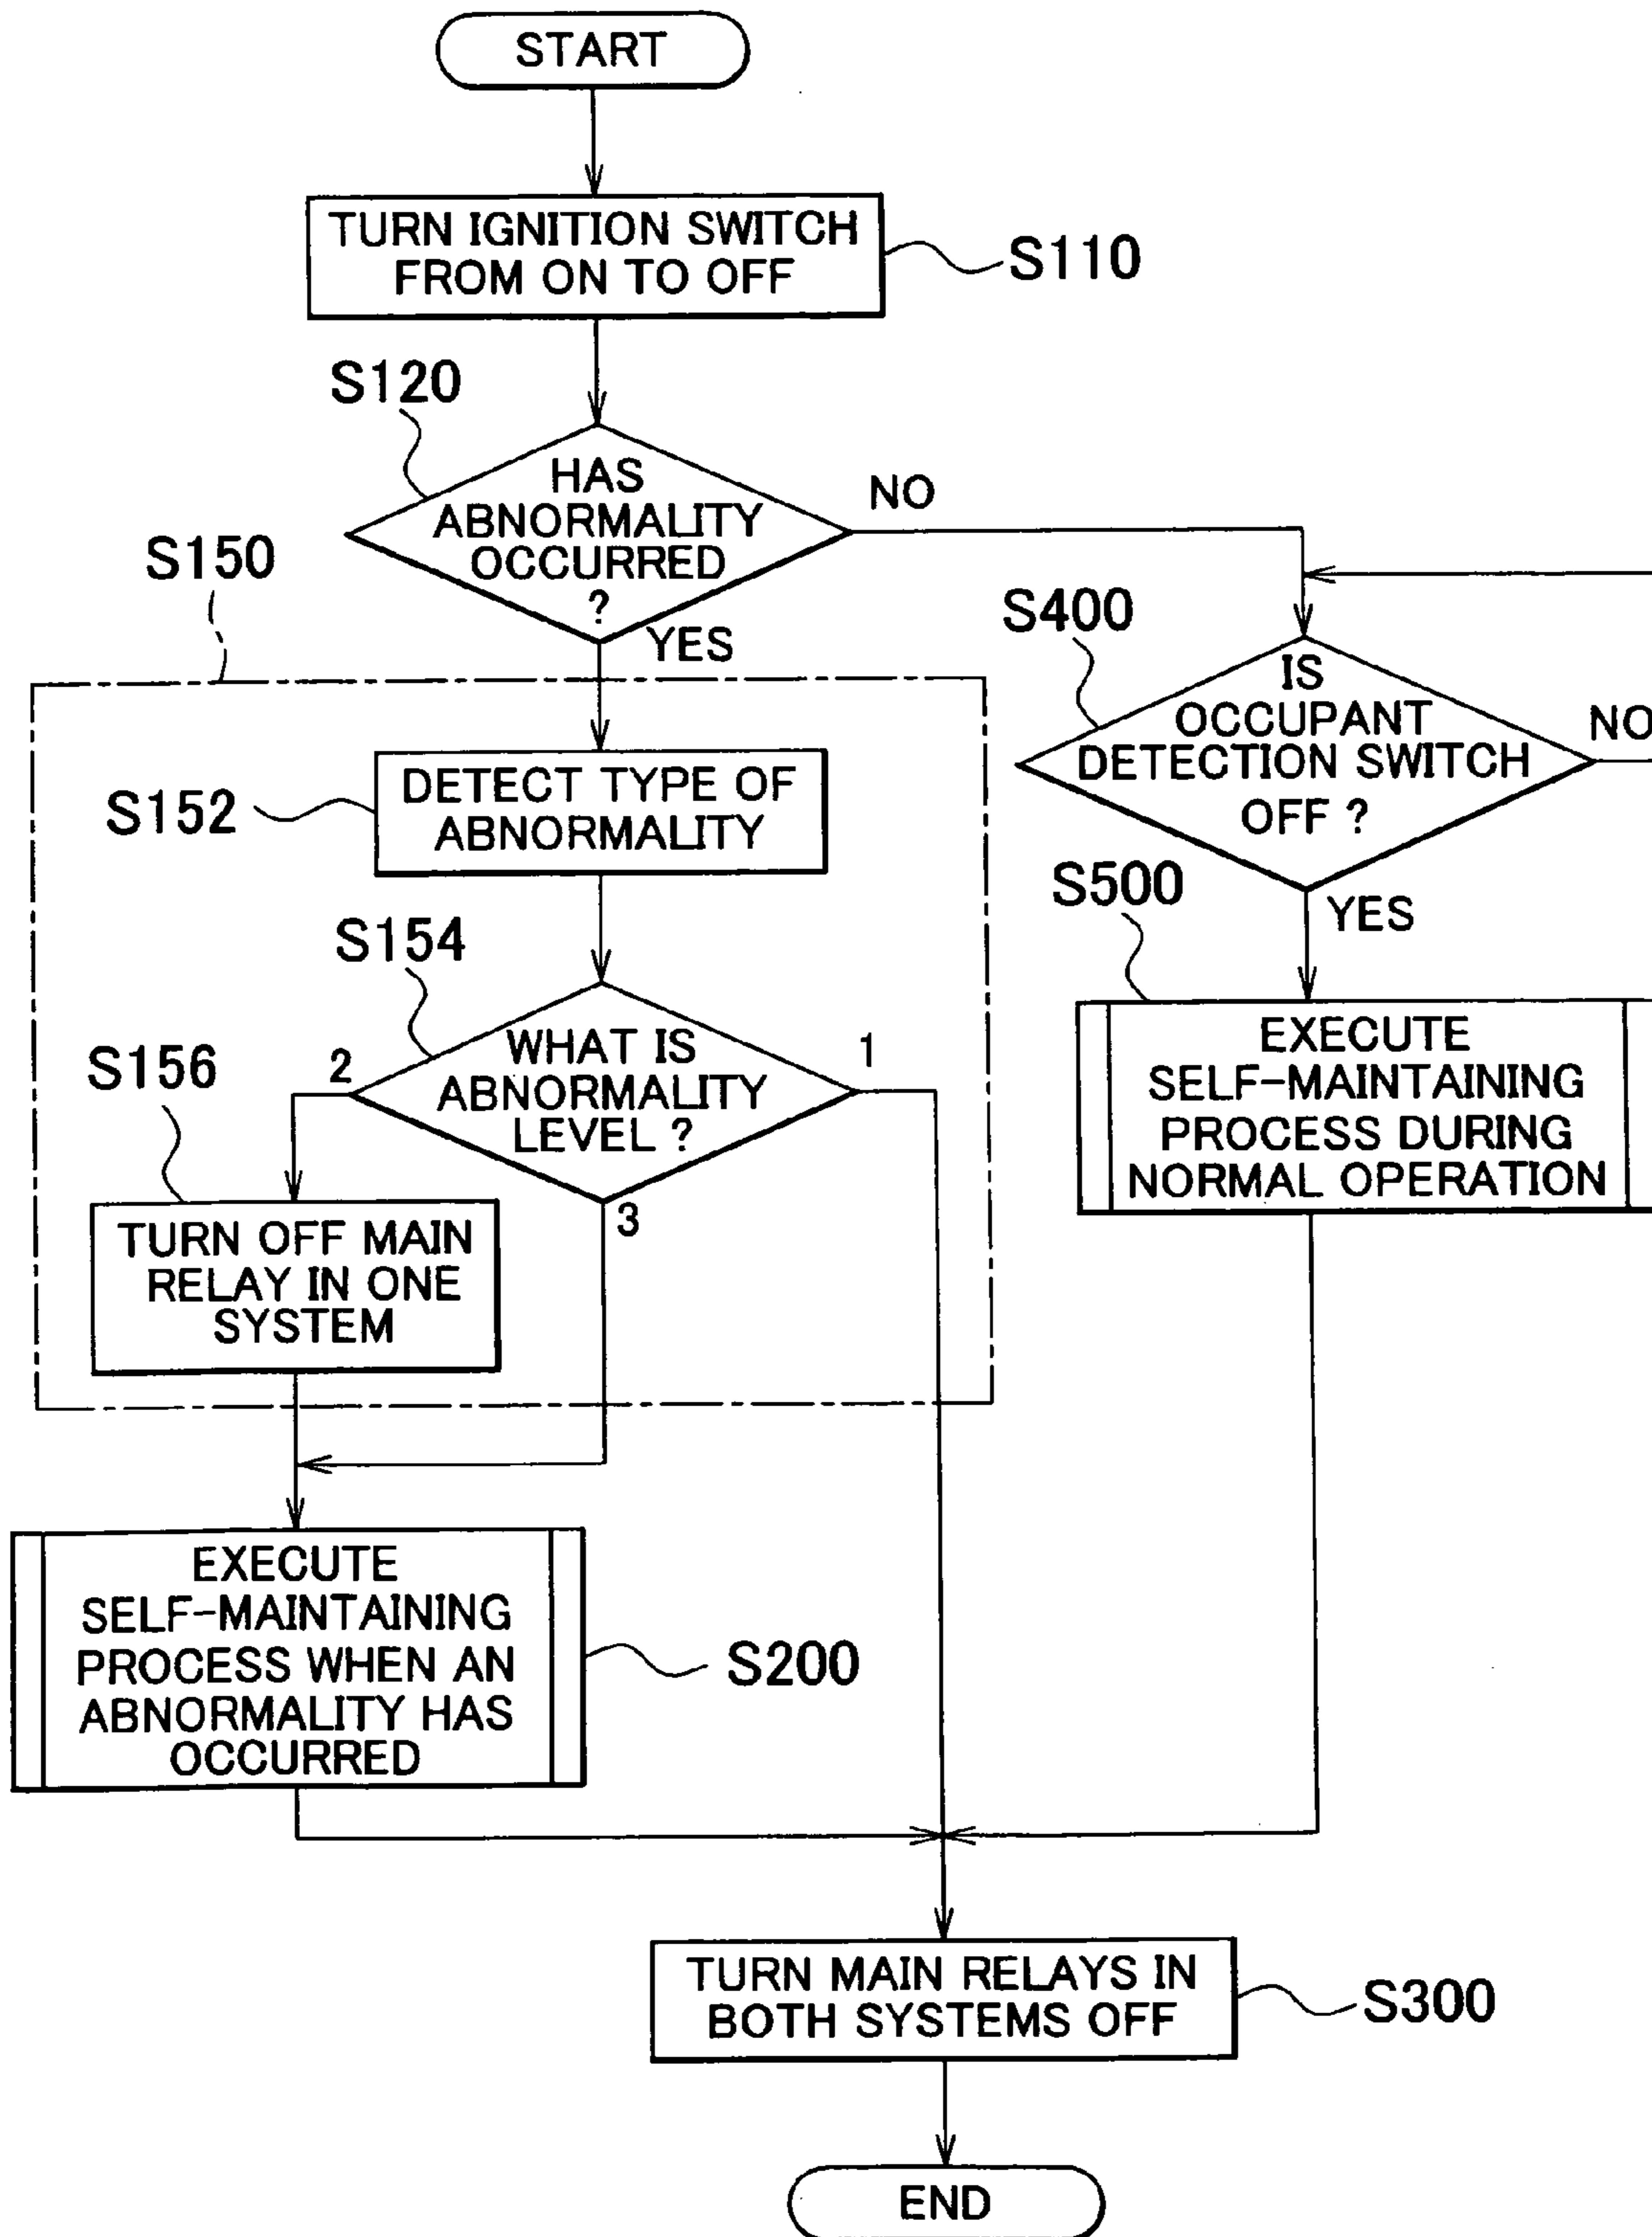 START
TURN IGNITION SWITCH
FROM ON TO OFF
S110
S120
HAS
ABNORMALITY
OCCURRED
?
NO
YES
S150
S400
IS
OCCUPANT
DETECTION SWITCH
OFF ?
NO
YES
S152
DETECT TYPE OF
ABNORMALITY
S500
EXECUTE
SELF-MAINTAINING
PROCESS DURING
NORMAL OPERATION
S154
WHAT IS
ABNORMALITY
LEVEL ?
2
1
3
S156
TURN OFF MAIN
RELAY IN ONE
SYSTEM
EXECUTE
SELF-MAINTAINING
PROCESS WHEN AN
ABNORMALITY HAS
OCCURRED
S200
TURN MAIN RELAYS IN
BOTH SYSTEMS OFF
S300
END